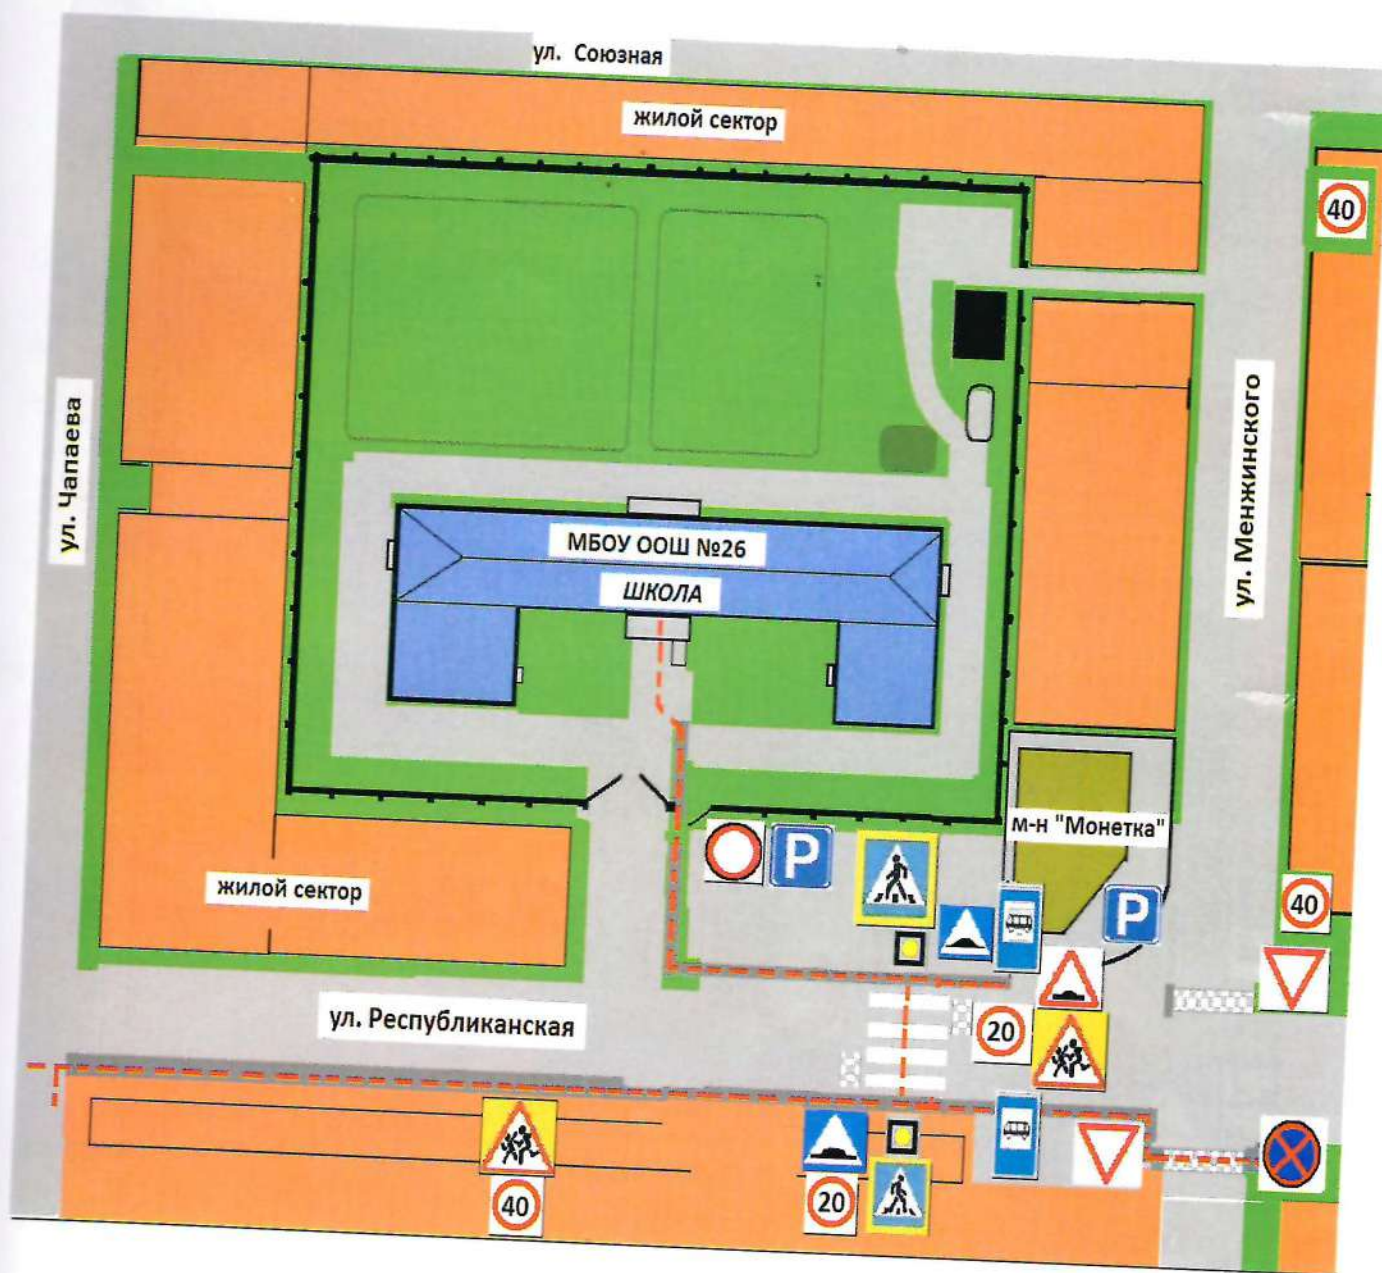 ул. Союзная
жилой сектор
40
ул. Чапаева
ул. Менжинского
МБОУ ООШ №26
ШКОЛА
м-н "Монетка"
P
P
жилой сектор
40
ул. Республиканская
20
40
20